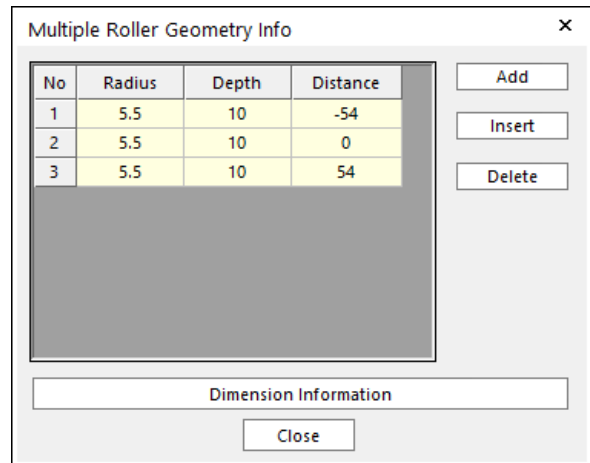 Multiple Roller Geometry Info ×
No Radius Depth Distance
1 5.5 10 -54
2 5.5 10 0
3 5.5 10 54
Add
Insert
Delete
Dimension Information
Close